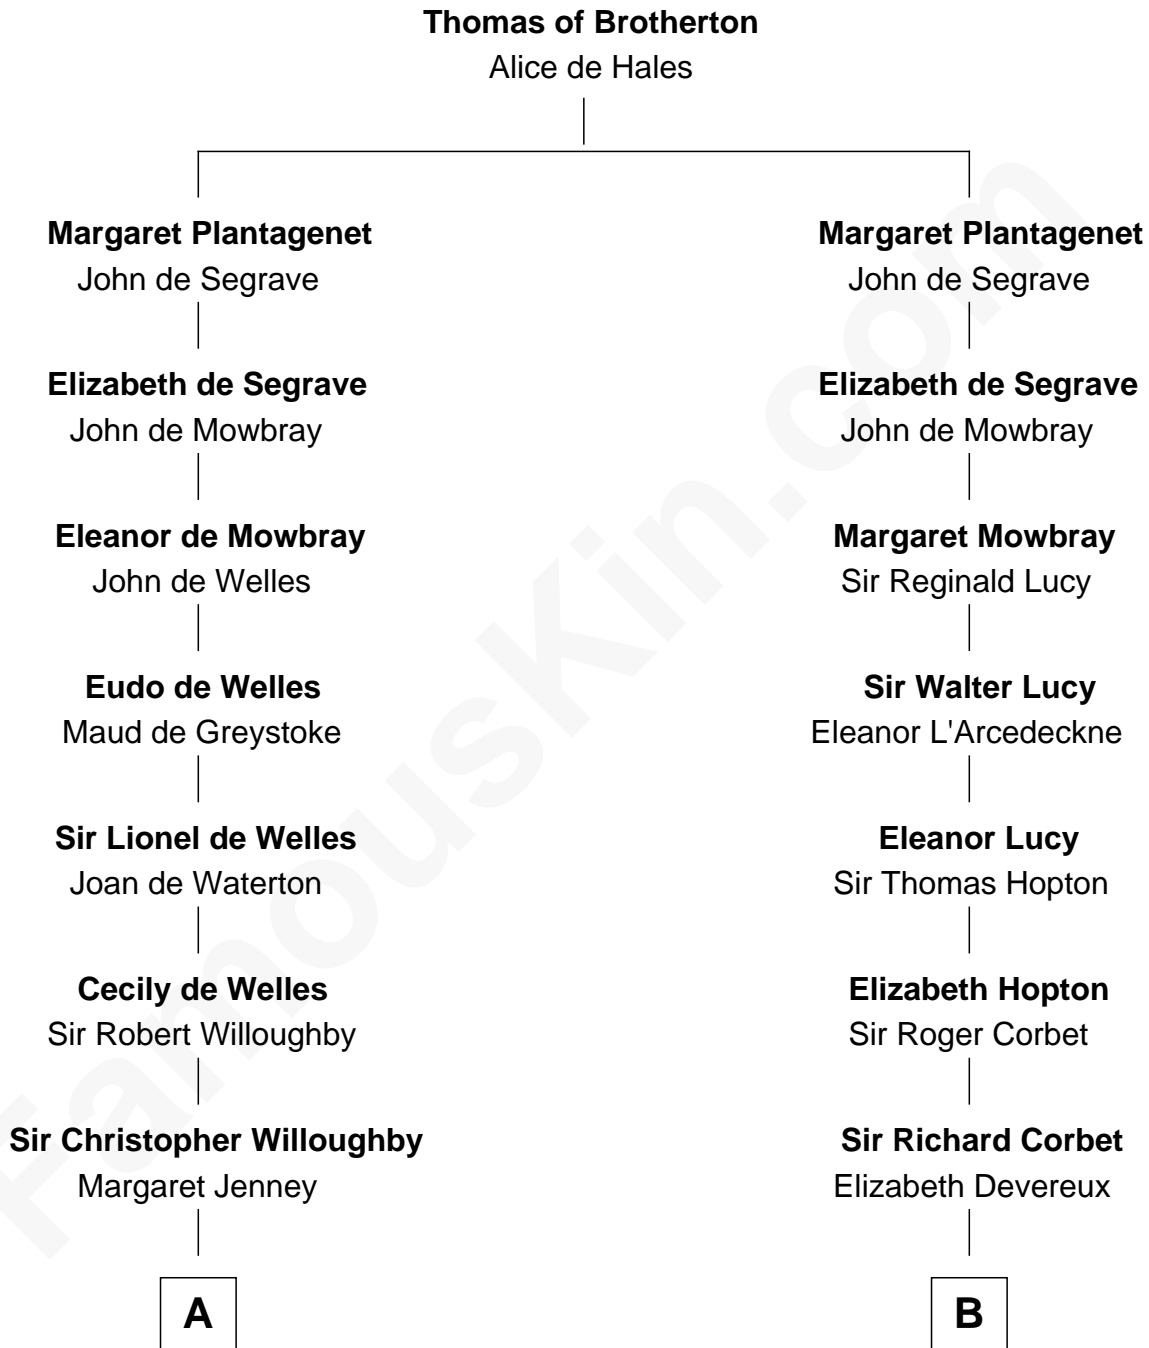 Thomas of Brotherton
Alice de Hales
Margaret Plantagenet
John de Segrave
Elizabeth de Segrave
John de Mowbray
Eleanor de Mowbray
John de Welles
Eudo de Welles
Maud de Greystoke
Sir Lionel de Welles
Joan de Waterton
Cecily de Welles
Sir Robert Willoughby
Sir Christopher Willoughby
Margaret Jenney
A
Margaret Plantagenet
John de Segrave
Elizabeth de Segrave
John de Mowbray
Margaret Mowbray
Sir Reginald Lucy
Sir Walter Lucy
Eleanor L'Arcedeckne
Eleanor Lucy
Sir Thomas Hopton
Elizabeth Hopton
Sir Roger Corbet
Sir Richard Corbet
Elizabeth Devereux
B
FamousKin.com